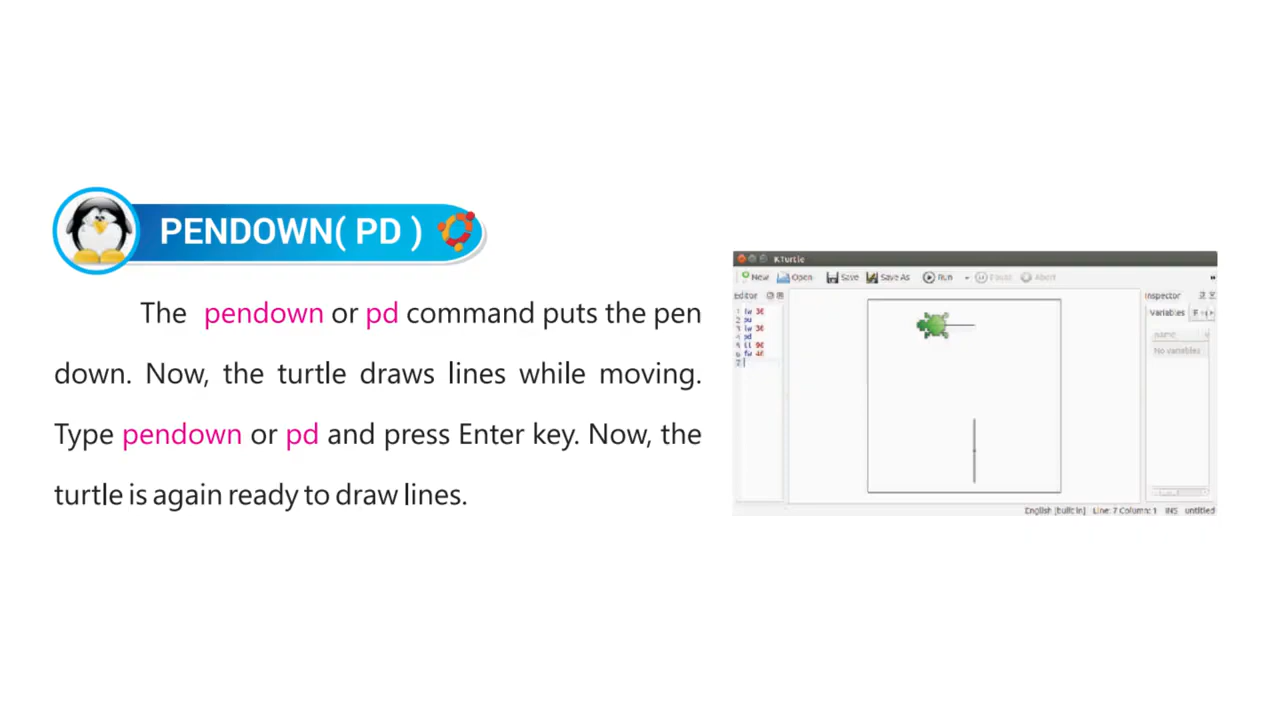 PENDOWN( PD )
The pendown or pd command puts the pen
down. Now, the turtle draws lines while moving.
Type pendown or pd and press Enter key. Now, the
turtle is again ready to draw lines.
KTurtle
New Open Save Save As Run Pause Abort
Editor
Inspector
Variables F
name
No variables
English [built in] Line: 7 Column: 1 INS untitled